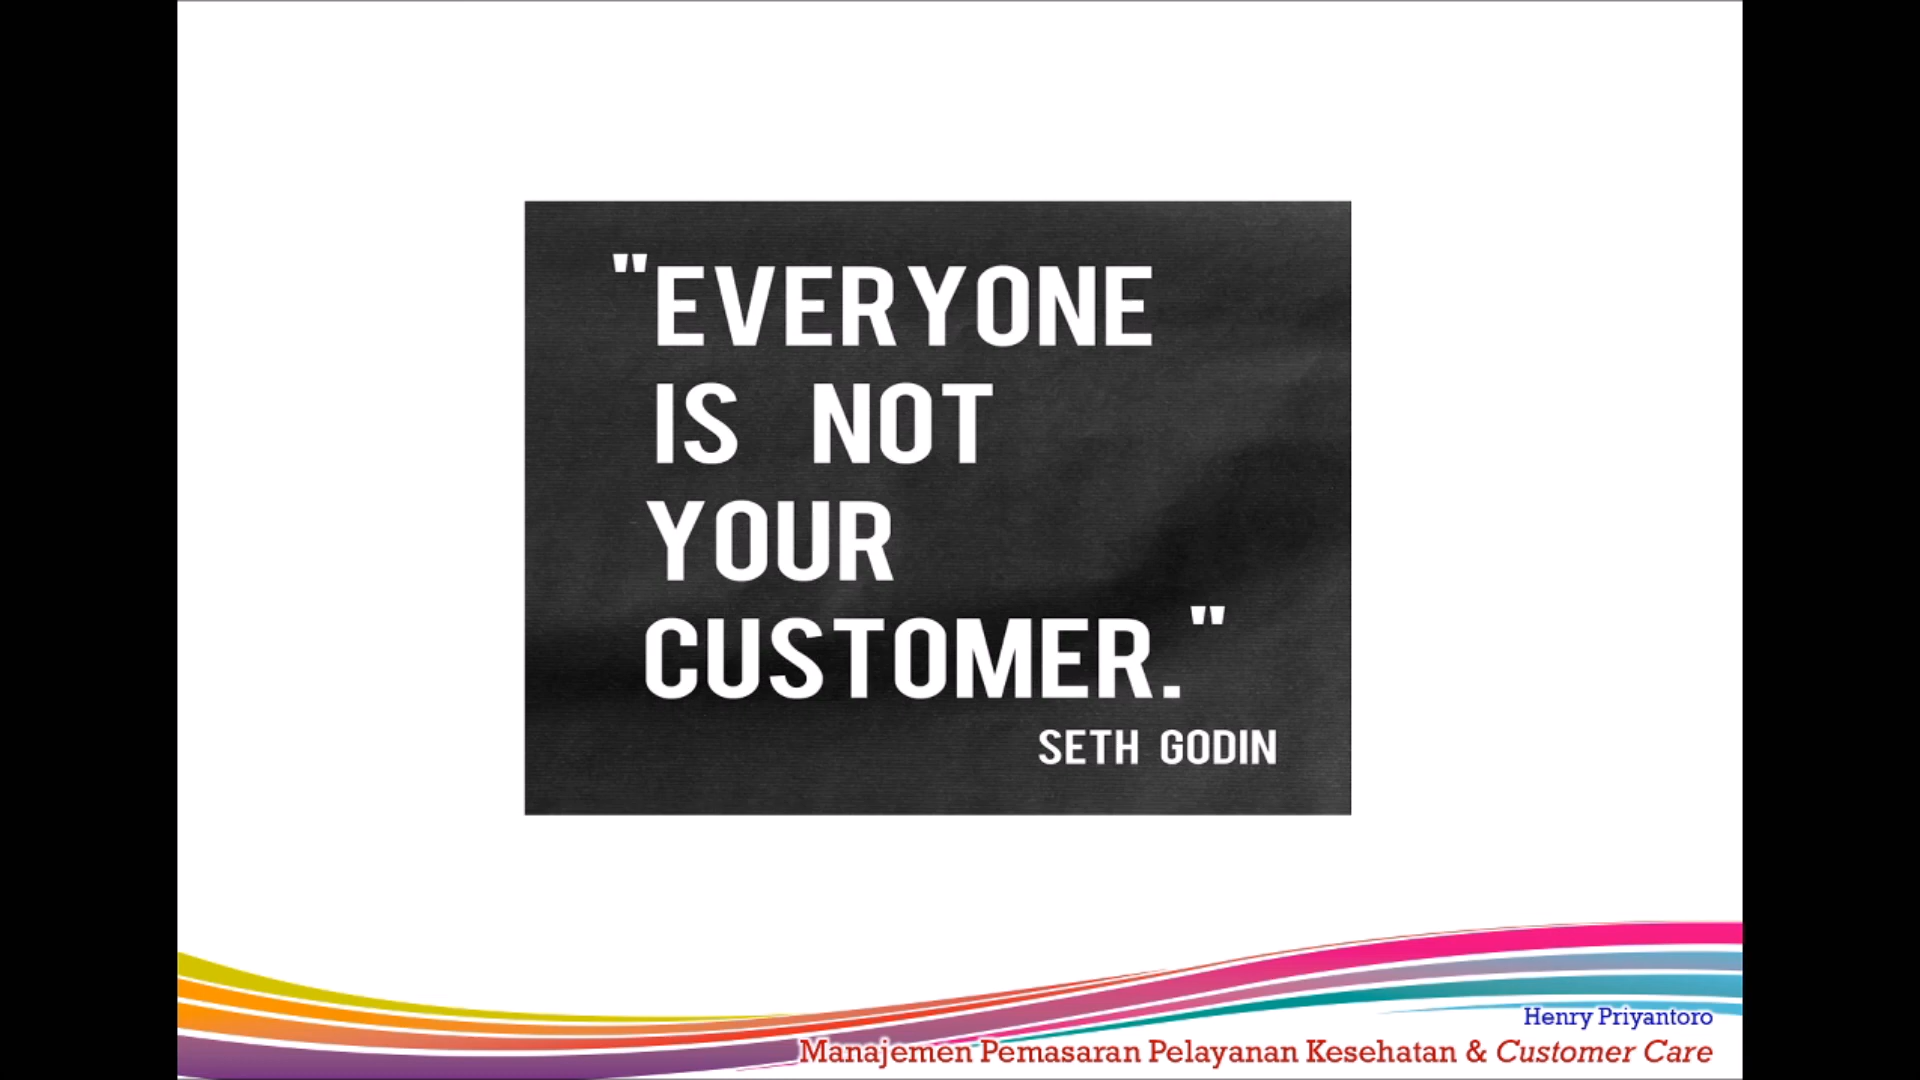 "EVERYONE
IS NOT
YOUR
CUSTOMER."
SETH GODIN
Henry Priyantoro
Manajemen Pemasaran Pelayanan Kesehatan & Customer Care